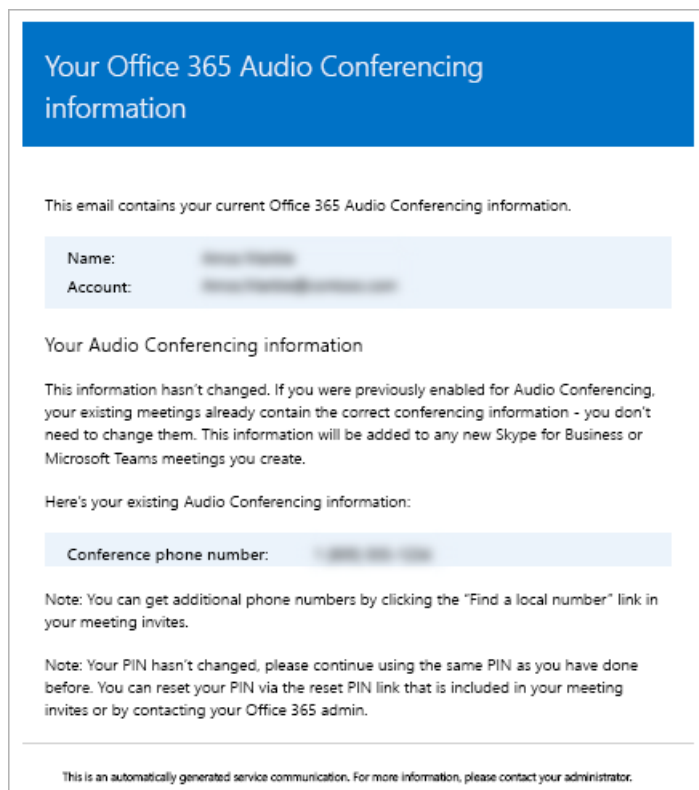 Your Office 365 Audio Conferencing
information
This email contains your current Office 365 Audio Conferencing information.
Name:
Account:
Your Audio Conferencing information
This information hasn't changed. If you were previously enabled for Audio Conferencing,
your existing meetings already contain the correct conferencing information - you don't
need to change them. This information will be added to any new Skype for Business or
Microsoft Teams meetings you create.
Here's your existing Audio Conferencing information:
Conference phone number:
Note: You can get additional phone numbers by clicking the "Find a local number" link in
your meeting invites.
Note: Your PIN hasn't changed, please continue using the same PIN as you have done
before. You can reset your PIN via the reset PIN link that is included in your meeting
invites or by contacting your Office 365 admin.
This is an automatically generated service communication. For more information, please contact your administrator.